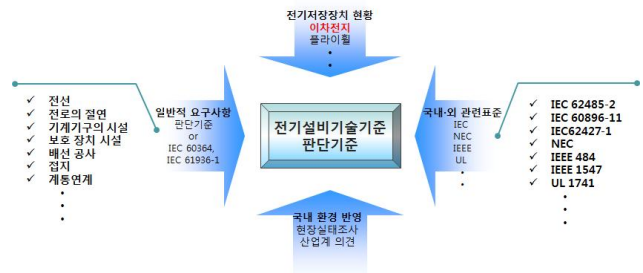 전기저장장치 현황
이차전지
플라이휠
•
•
✓ 전선
✓ 전로의 절연
✓ 기계기구의 시설
✓ 보호 장치 시설
✓ 배선 공사
✓ 접지
✓ 계통연계
•
•
•
일반적 요구사항
판단기준
or
IEC 60364,
IEC 61936-1
전기설비기술기준
판단기준
국내·외 관련표준
IEC
NEC
IEEE
UL
•
•
✓ IEC 62485-2
✓ IEC 60896-11
✓ IEC62427-1
✓ NEC
✓ IEEE 484
✓ IEEE 1547
✓ UL 1741
•
•
•
국내 환경 반영
현장실태조사
산업계 의견